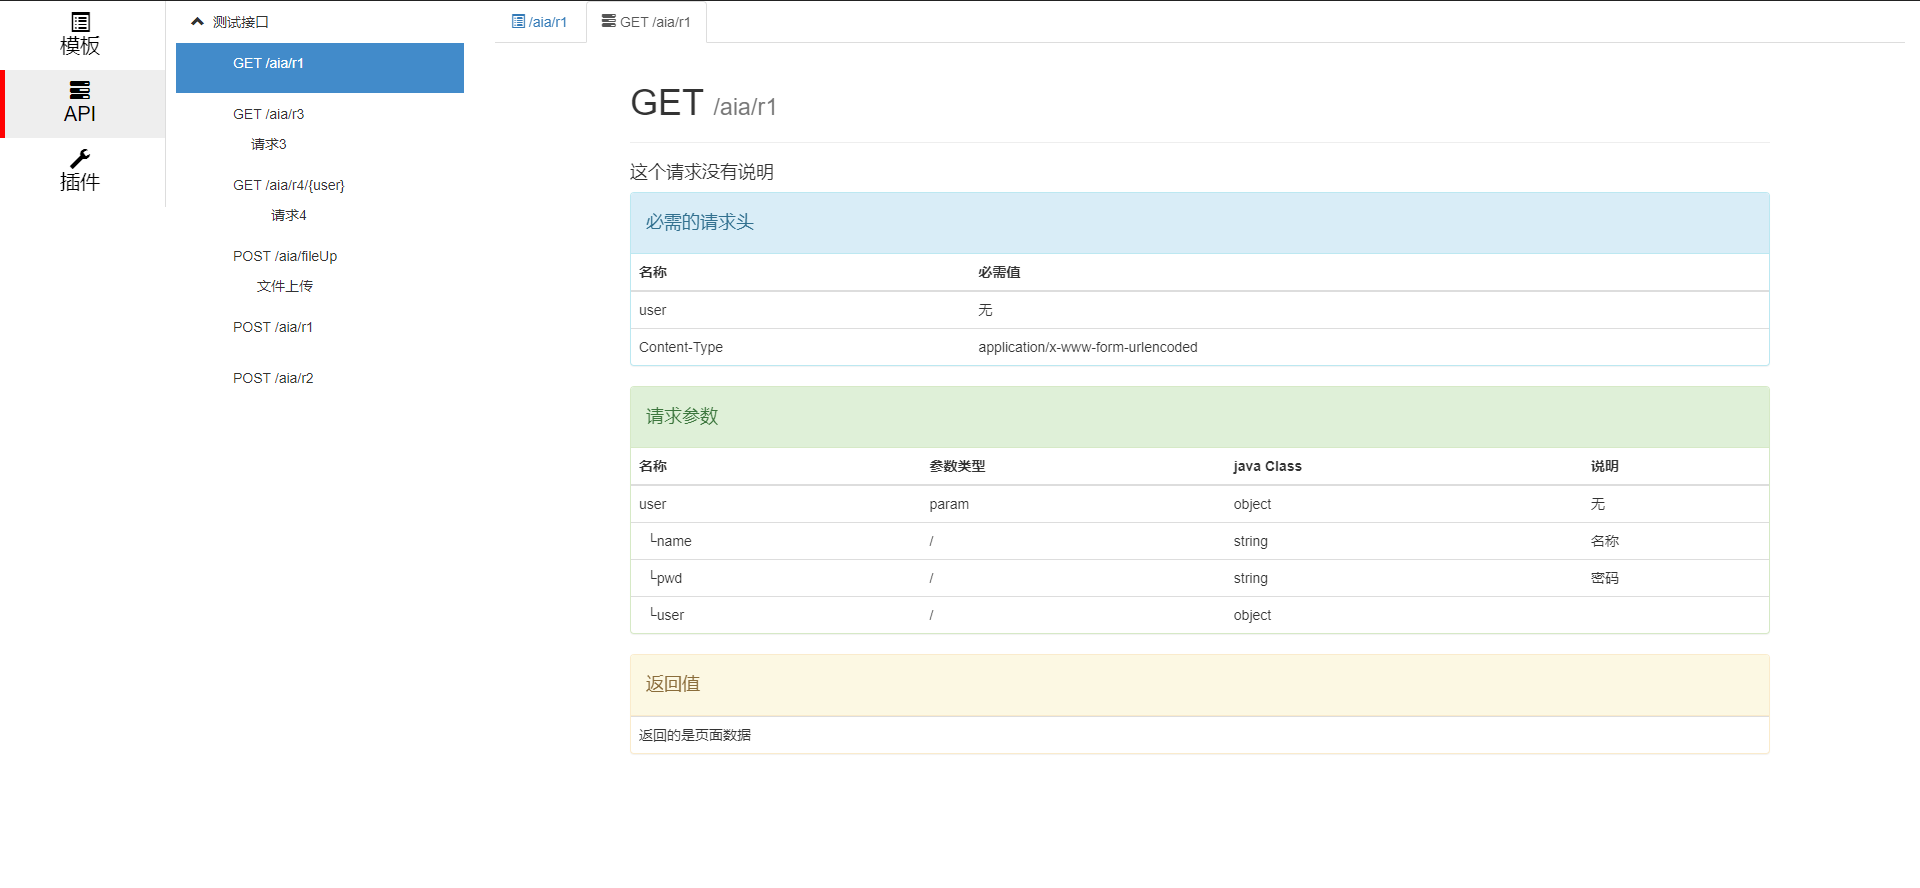 模板
API
插件
测试接口
GET /aia/r1
GET /aia/r3
请求3
GET /aia/r4/{user}
请求4
POST /aia/fileUp
文件上传
POST /aia/r1
POST /aia/r2
/aia/r1
GET /aia/r1
GET /aia/r1
这个请求没有说明
必需的请求头
名称 必需值
user 无
Content-Type application/x-www-form-urlencoded
请求参数
名称 参数类型 java Class 说明
user param object 无
└name / string 名称
└pwd / string 密码
└user / object
返回值
返回的是页面数据